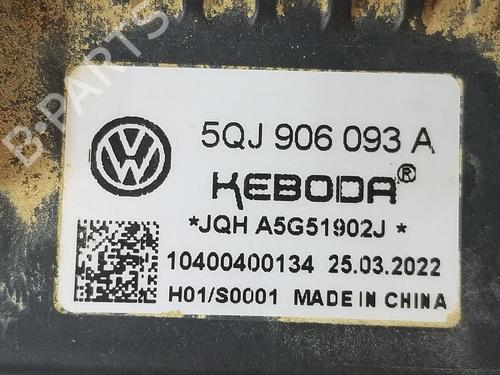 B-PARTS
5QJ 906 093 A
KEBODA®
*JQH A5G51902J *
10400400134 25.03.2022
H01/S0001 MADE IN CHINA